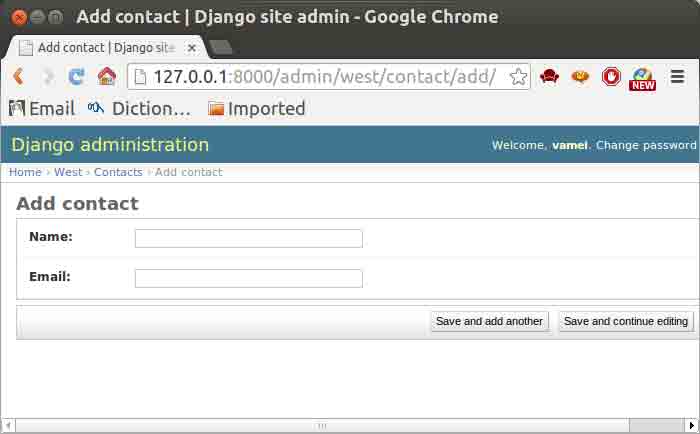 Add contact | Django site admin - Google Chrome
Add contact | Django site
127.0.0.1:8000/admin/west/contact/add/
NEW
Email Diction... Imported
Django administration
Welcome, vamei. Change password
Home › West › Contacts › Add contact
Add contact
Name:
Email:
Save and add another Save and continue editing